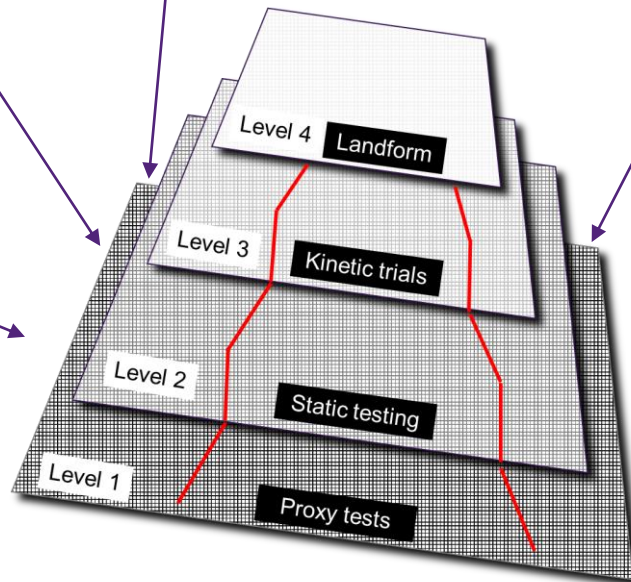 Level 4 Landform
Level 3 Kinetic trials
Level 2 Static testing
Level 1 Proxy tests